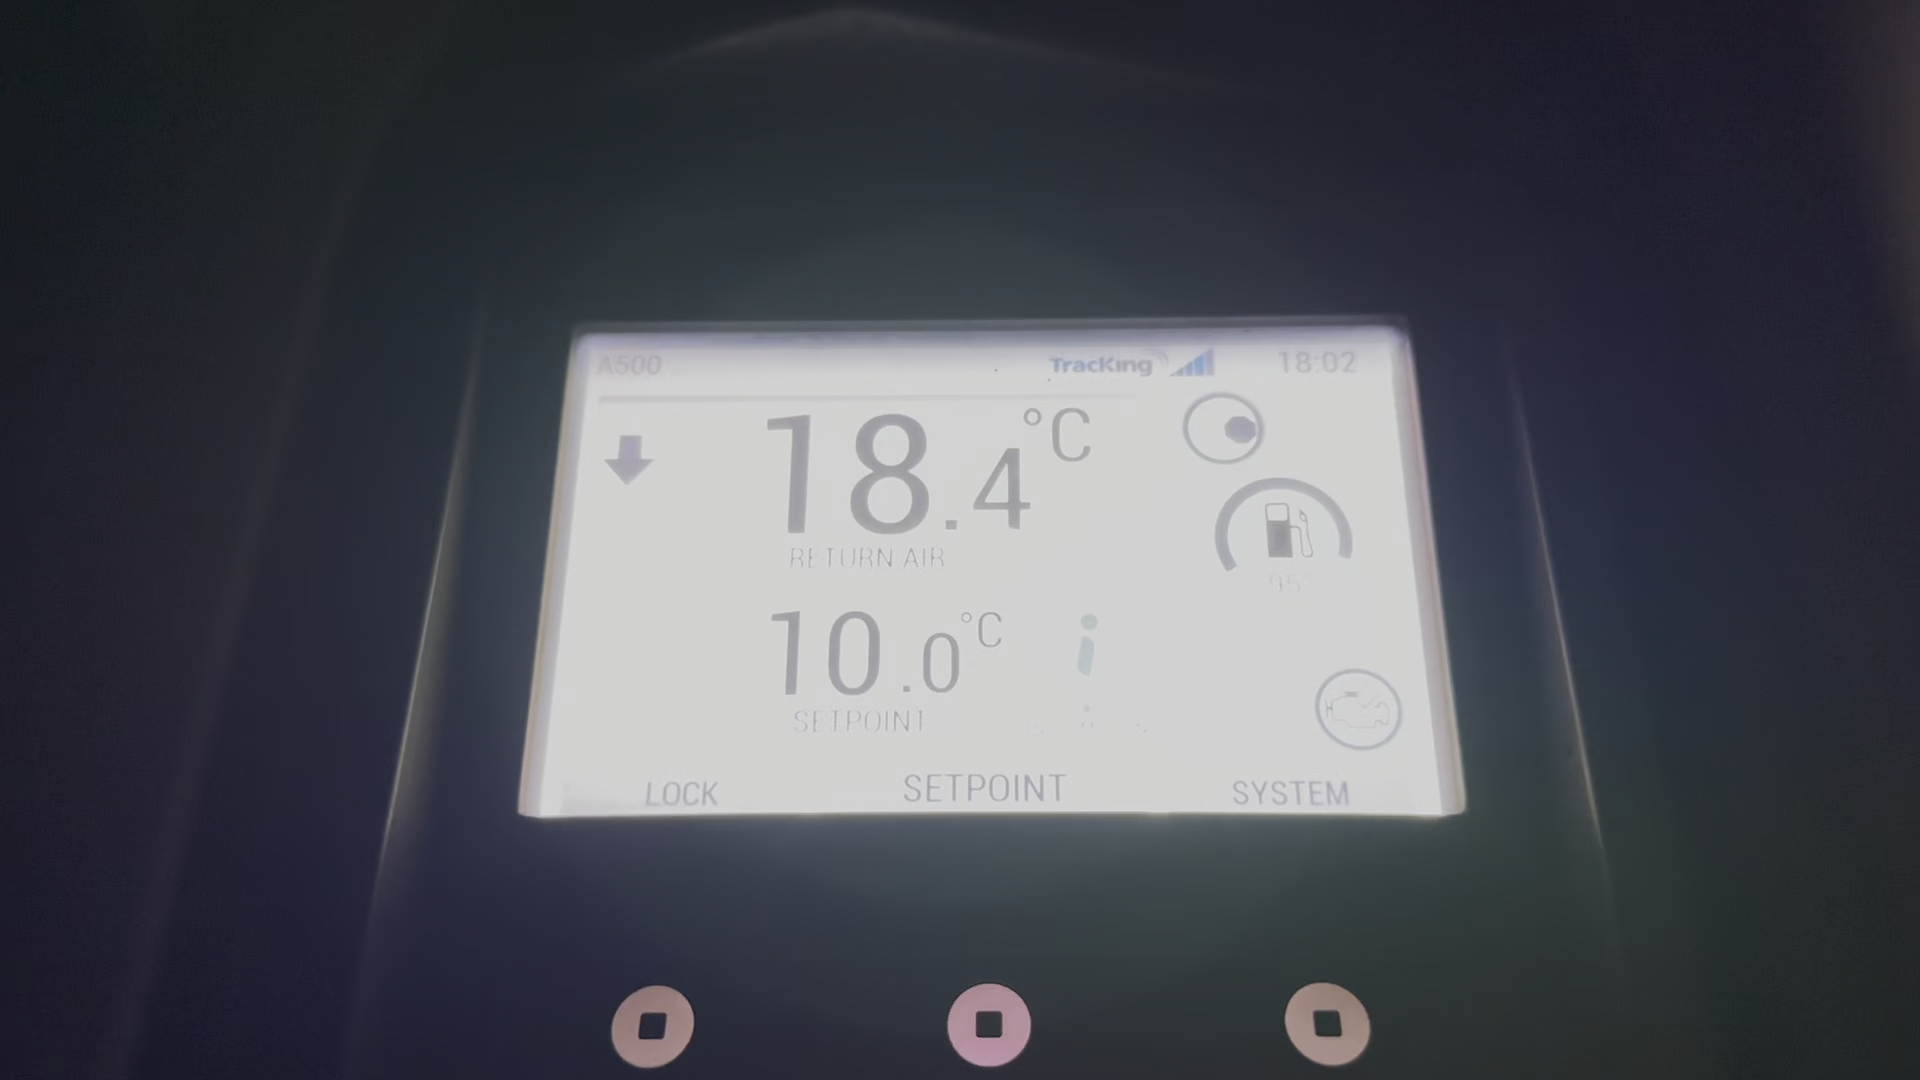 A500 TracKing 18:02
18.4 °C
RETURN AIR
10.0 °C
SETPOINT
LOCK SETPOINT SYSTEM